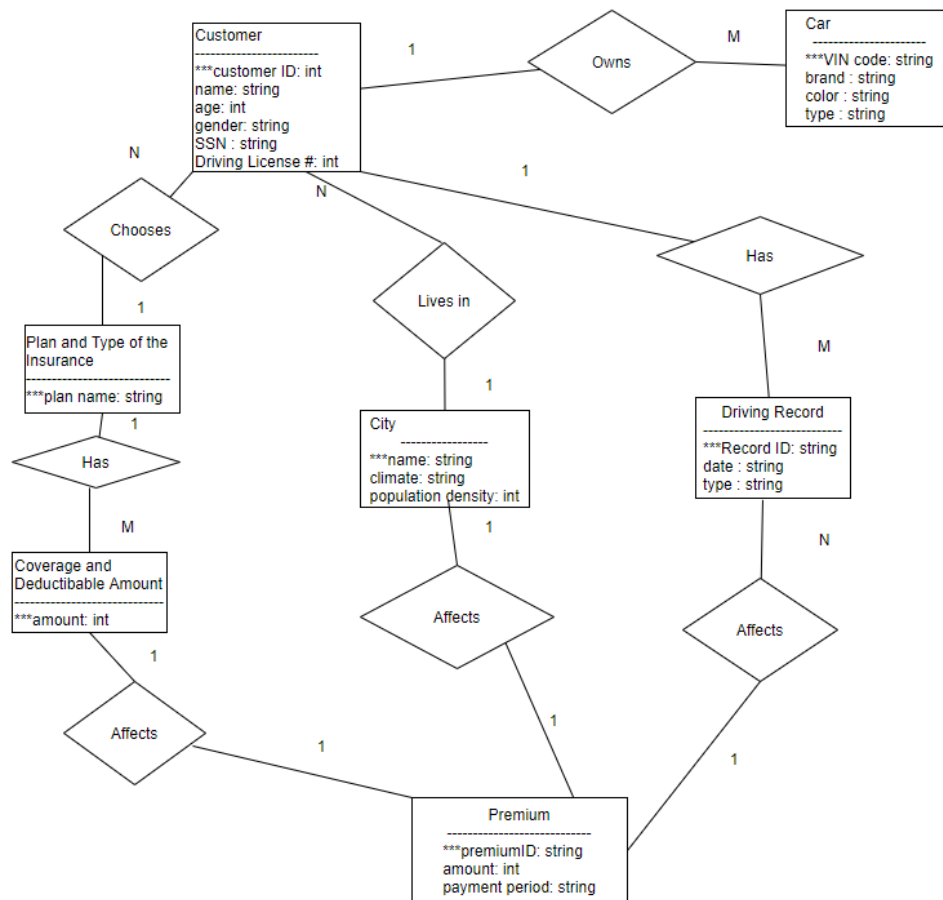 Customer
------------------------
***customer ID: int
name: string
age: int
gender: string
SSN : string
Driving License #: int
1
Owns
M
Car
----------------------
***VIN code: string
brand : string
color : string
type : string
N
Chooses
1
N
Lives in
1
1
Has
M
Plan and Type of the
Insurance
----------------------------
***plan name: string
1
Has
M
City
-----------------
***name: string
climate: string
population density: int
1
Driving Record
---------------------------
***Record ID: string
date : string
type : string
N
Coverage and
Deductibable Amount
-----------------------------
***amount: int
1
Affects
1
Affects
1
Affects
1
Premium
----------------------------
***premiumID: string
amount: int
payment period: string